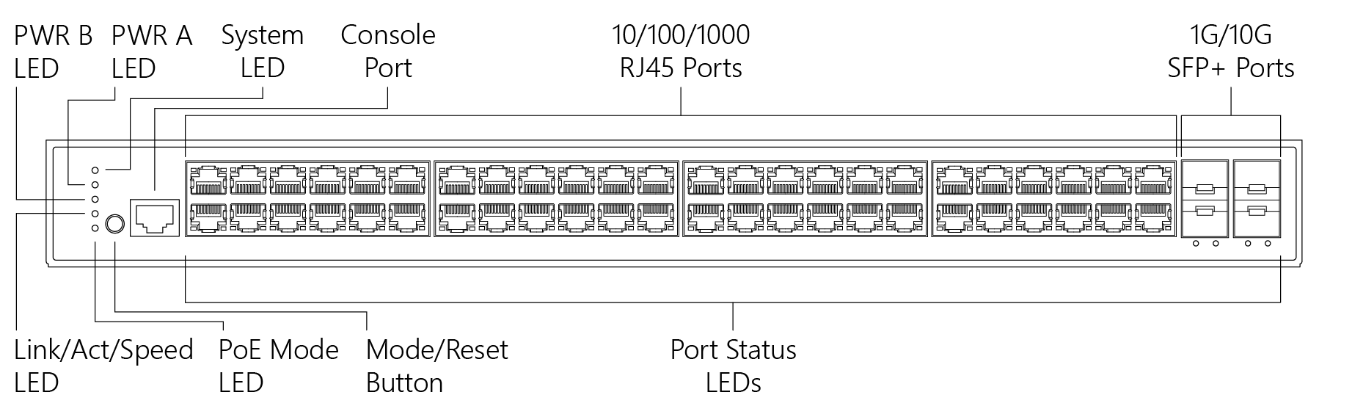 PWR B
LED
PWR A
LED
System
LED
Console
Port
10/100/1000
RJ45 Ports
1G/10G
SFP+ Ports
Link/Act/Speed
LED
PoE Mode
LED
Mode/Reset
Button
Port Status
LEDs